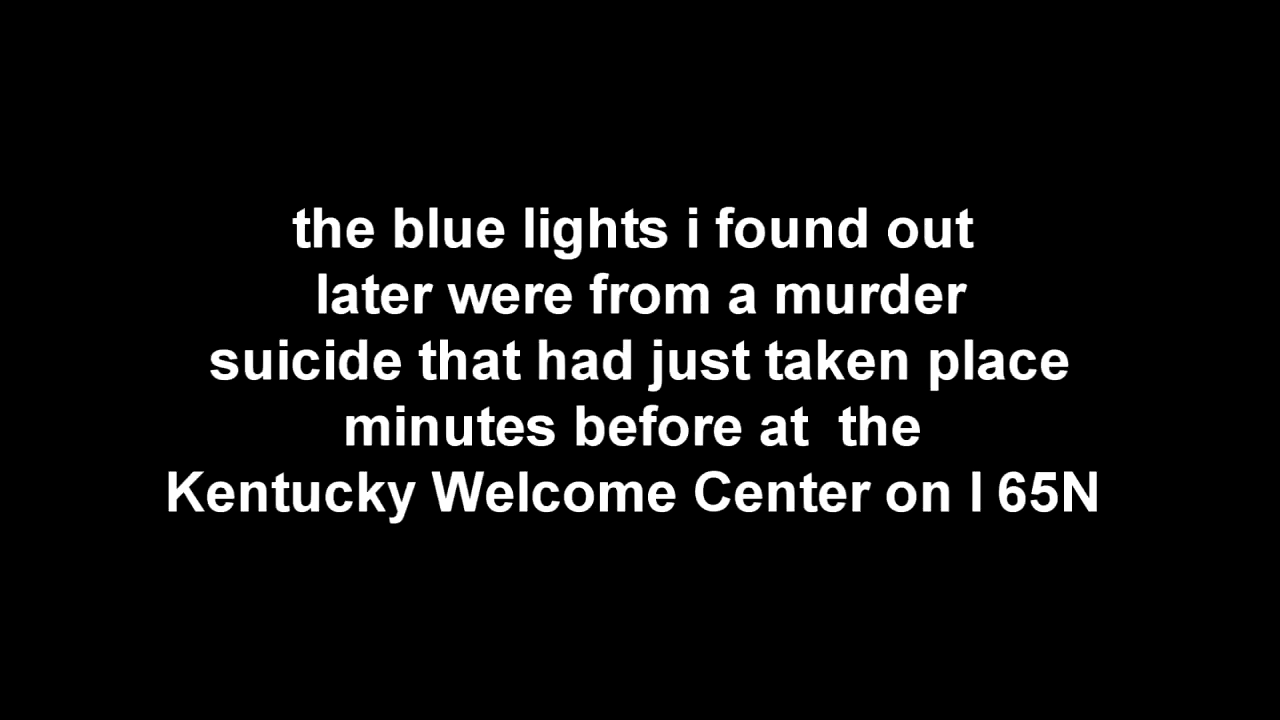 the blue lights i found out
later were from a murder
suicide that had just taken place
minutes before at  the
Kentucky Welcome Center on I 65N